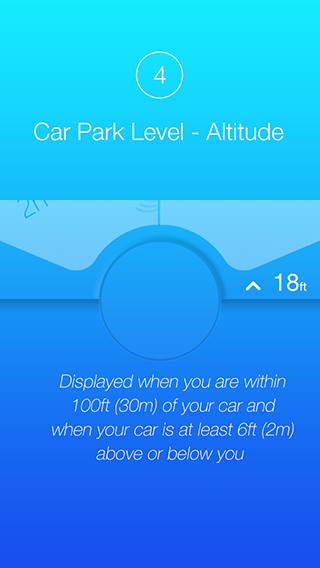 4
Car Park Level - Altitude
18ft
Displayed when you are within
100ft (30m) of your car and
when your car is at least 6ft (2m)
above or below you